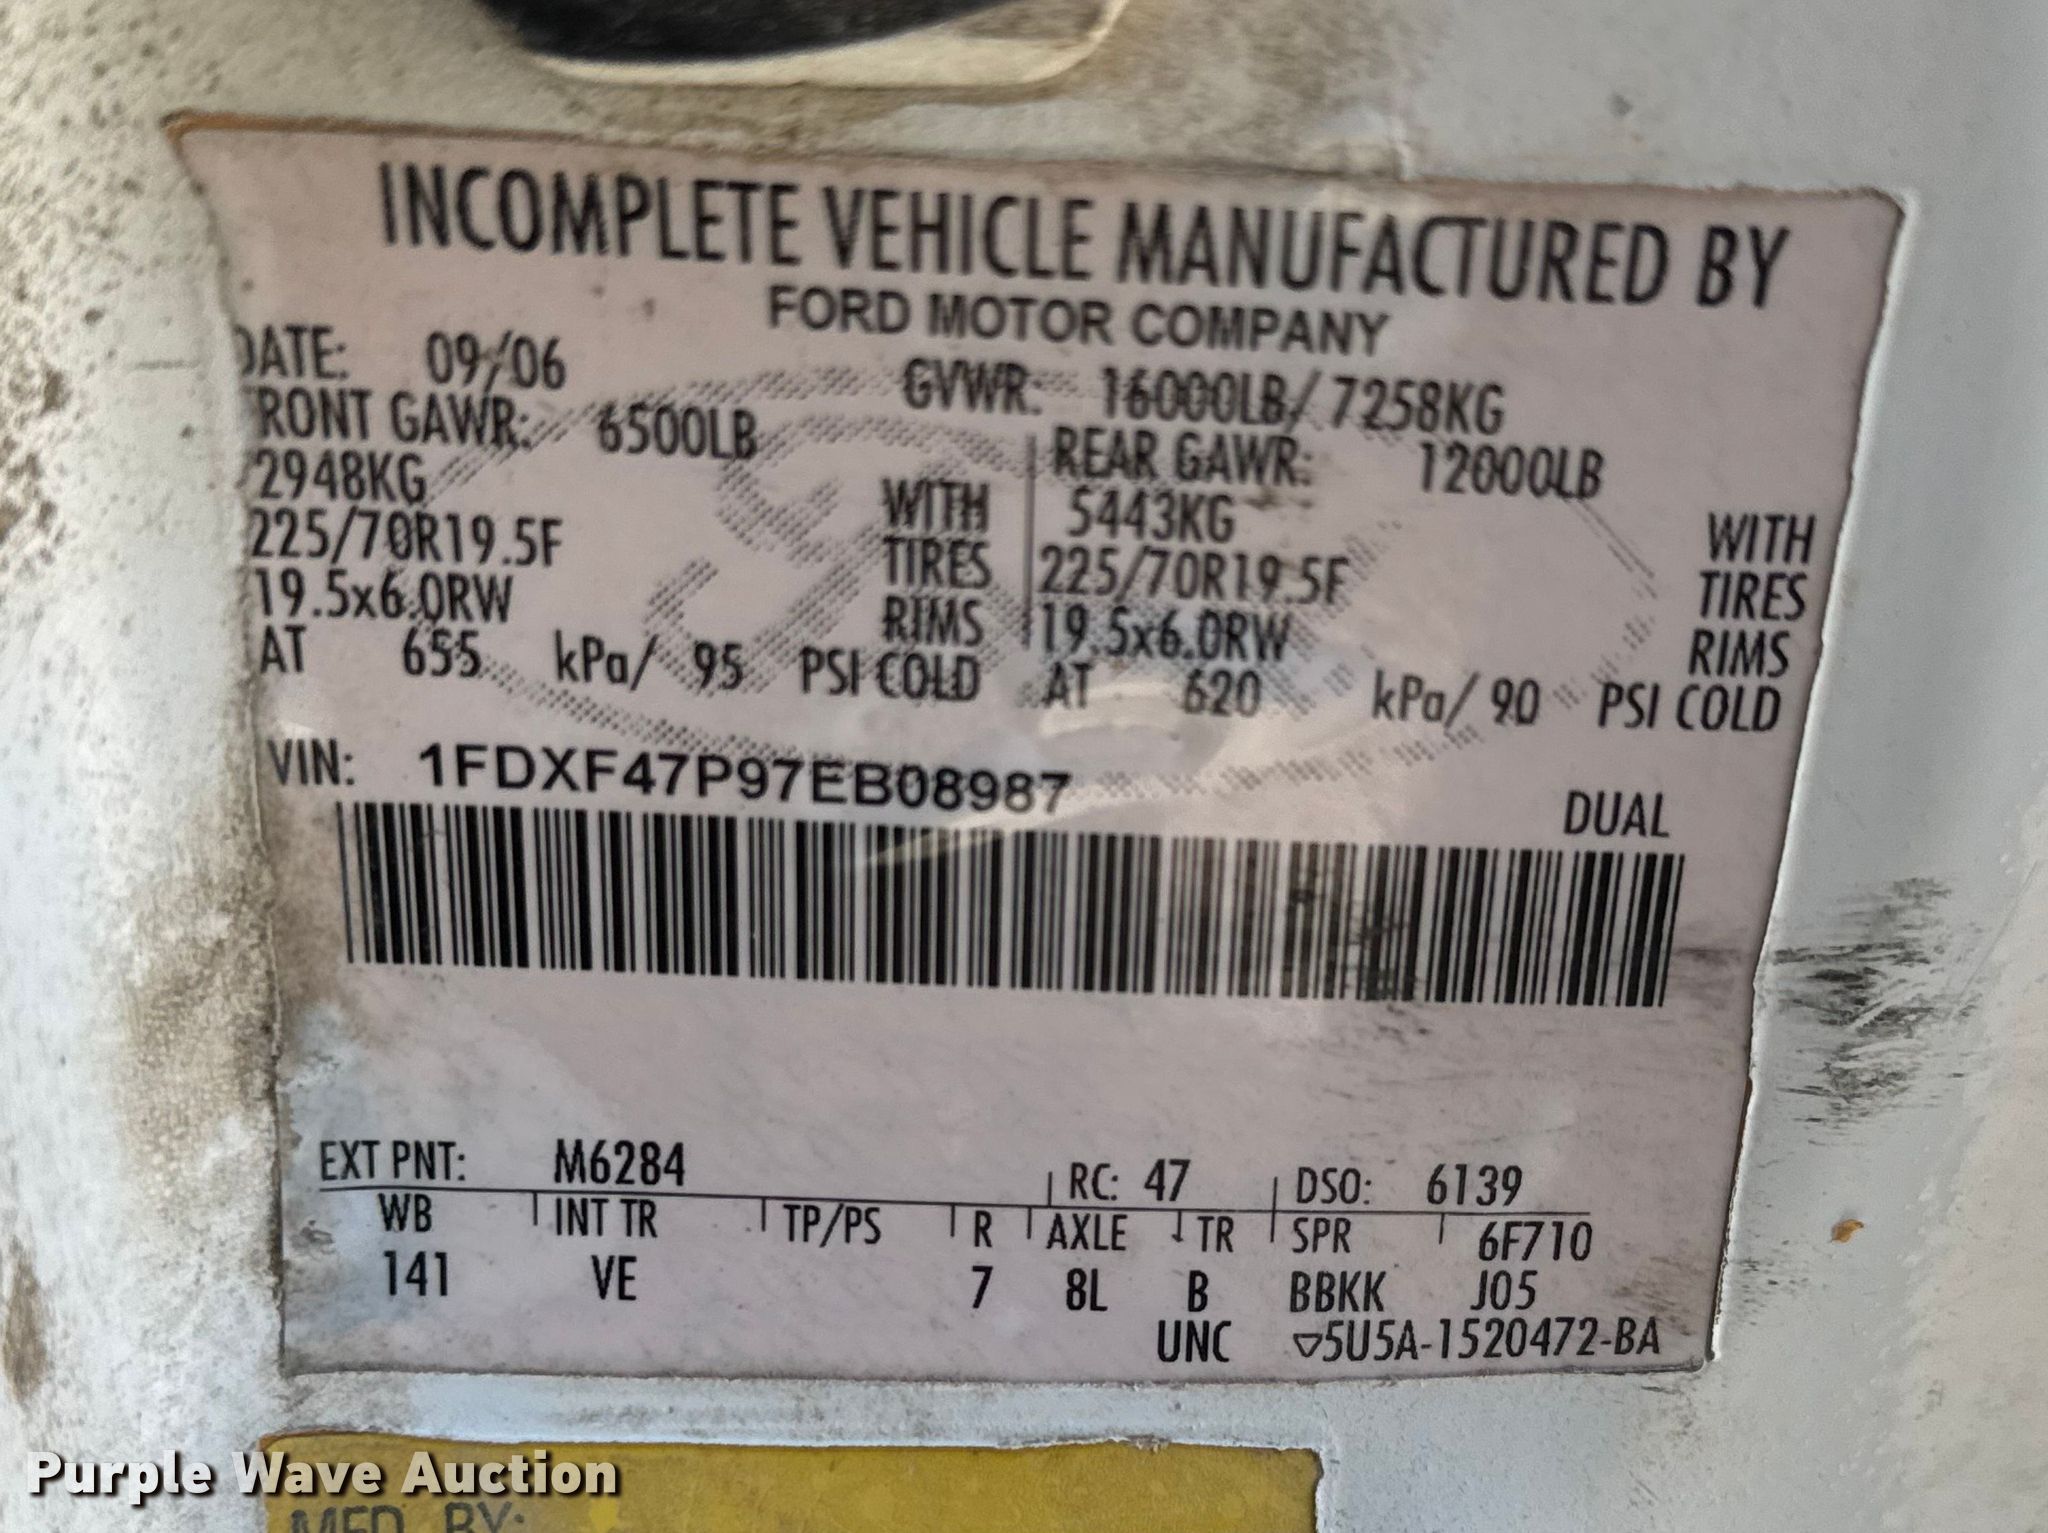 INCOMPLETE VEHICLE MANUFACTURED BY
FORD MOTOR COMPANY
DATE: 09/06 GVWR: 16000LB/ 7258KG
FRONT GAWR: 6500LB REAR GAWR: 12000LB
2948KG WITH 5443KG WITH
225/70R19.5F TIRES 225/70R19.5F TIRES
19.5x6.0RW RIMS 19.5x6.0RW RIMS
AT 655 kPa/ 95 PSI COLD AT 620 kPa/ 90 PSI COLD
VIN: 1FDXF47P97EB08987
DUAL
EXT PNT: M6284 RC: 47 DSO: 6139
WB INT TR TP/PS R AXLE TR SPR 6F710
141 VE 7 8L B BBKK J05
UNC ▽5U5A-1520472-BA
Purple Wave Auction
MFD. BY: